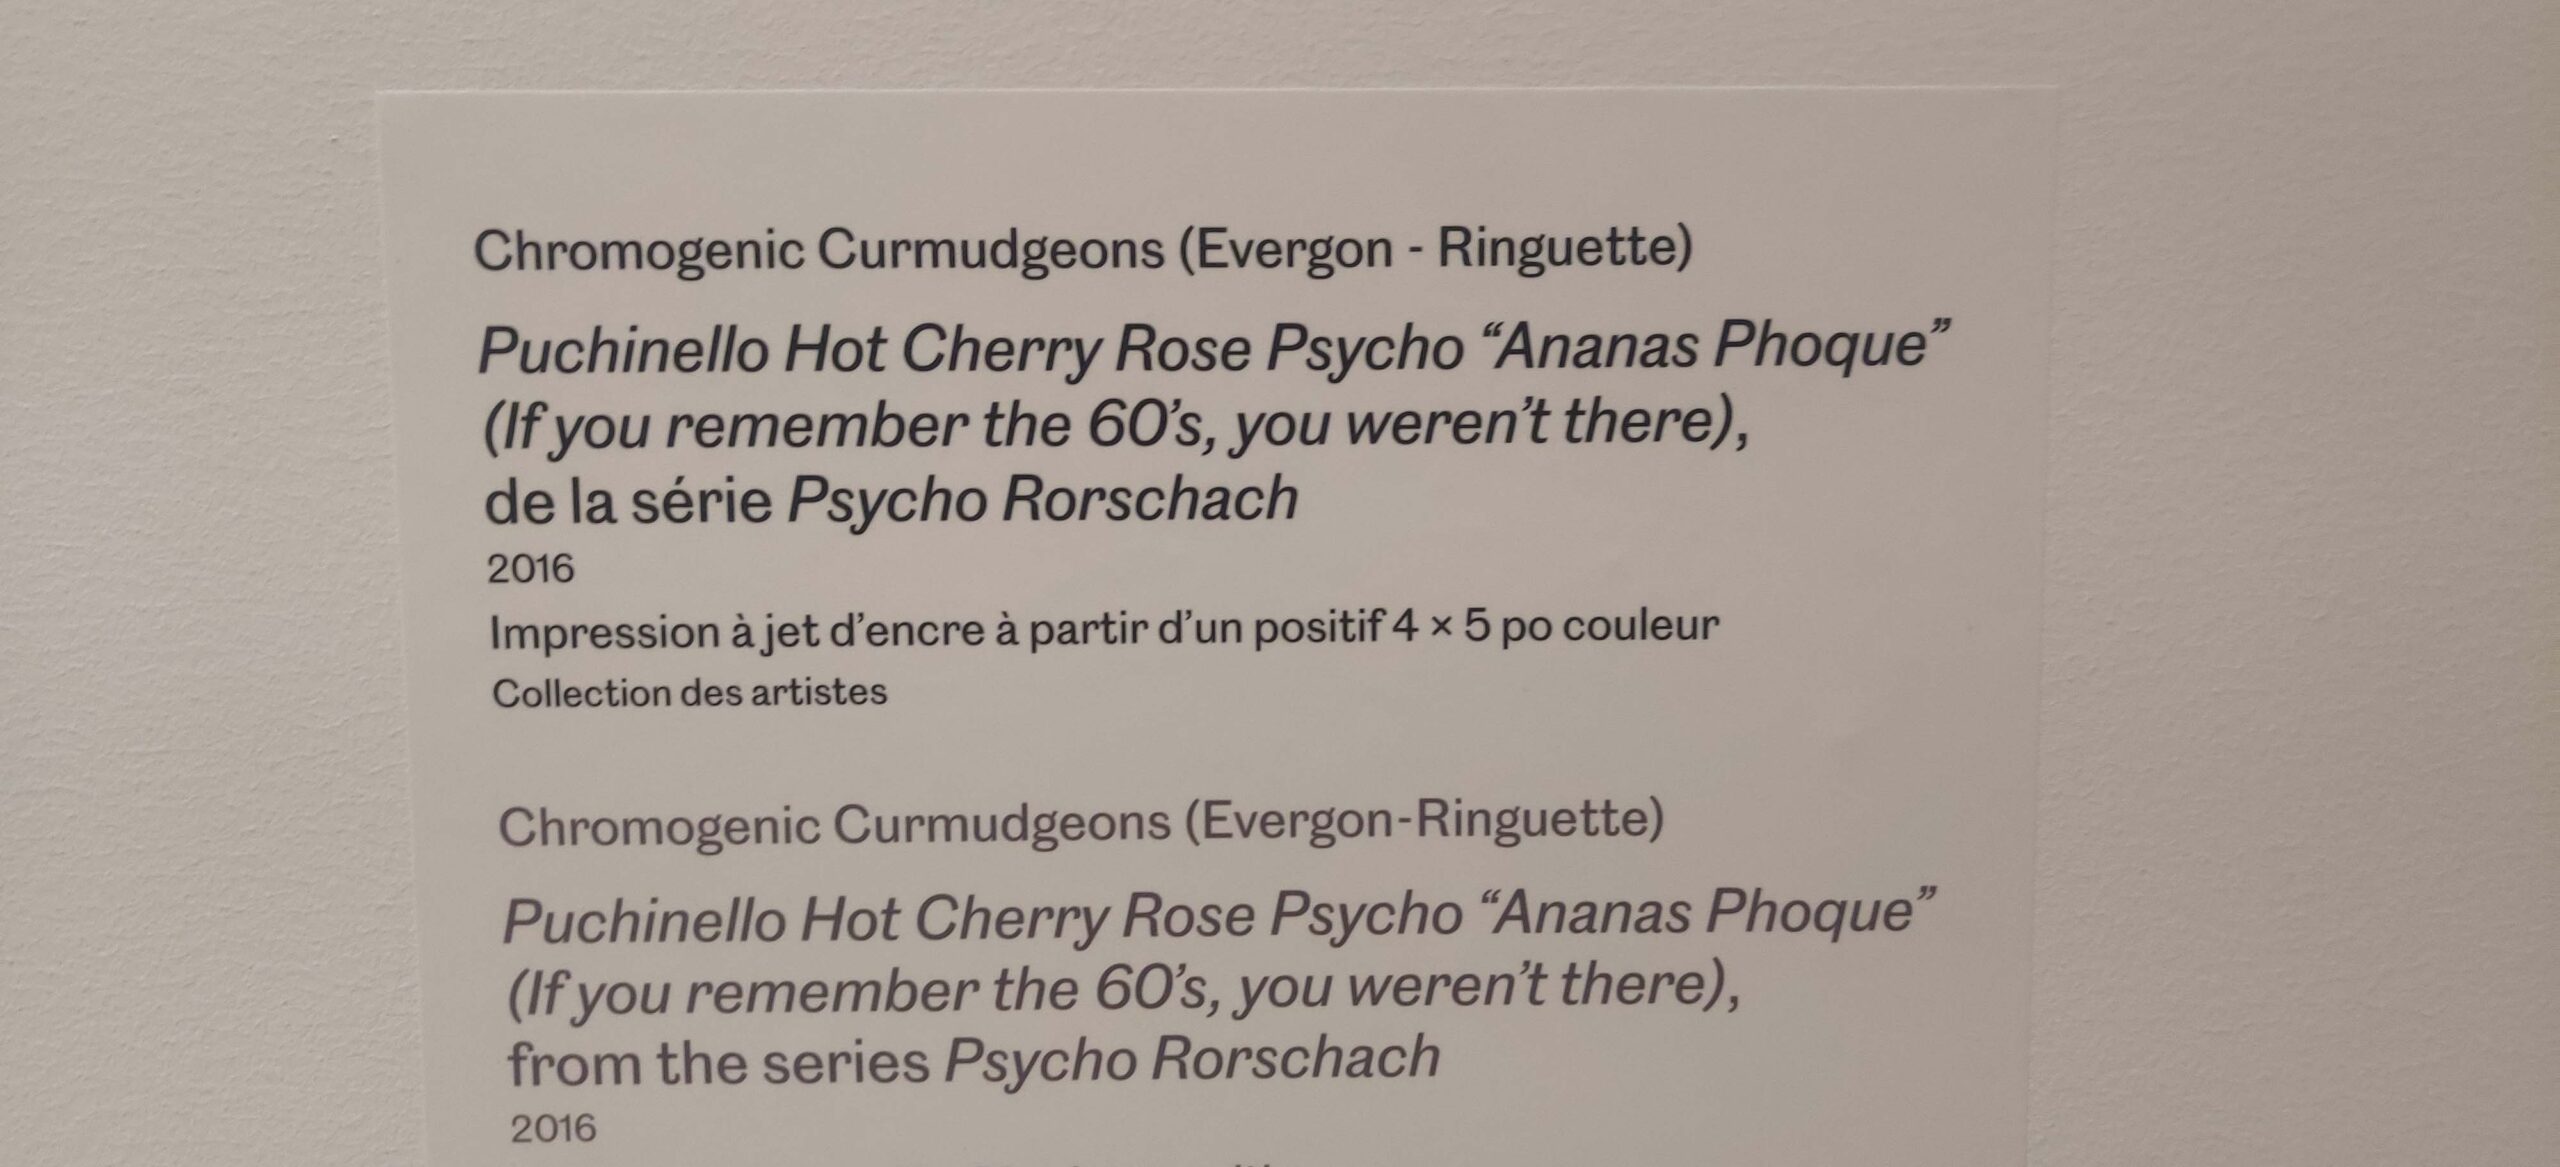 Chromogenic Curmudgeons (Evergon - Ringuette)
Puchinello Hot Cherry Rose Psycho “Ananas Phoque”
(If you remember the 60’s, you weren’t there),
de la série Psycho Rorschach
2016
Impression à jet d’encre à partir d’un positif 4 × 5 po couleur
Collection des artistes
Chromogenic Curmudgeons (Evergon-Ringuette)
Puchinello Hot Cherry Rose Psycho “Ananas Phoque”
(If you remember the 60’s, you weren’t there),
from the series Psycho Rorschach
2016